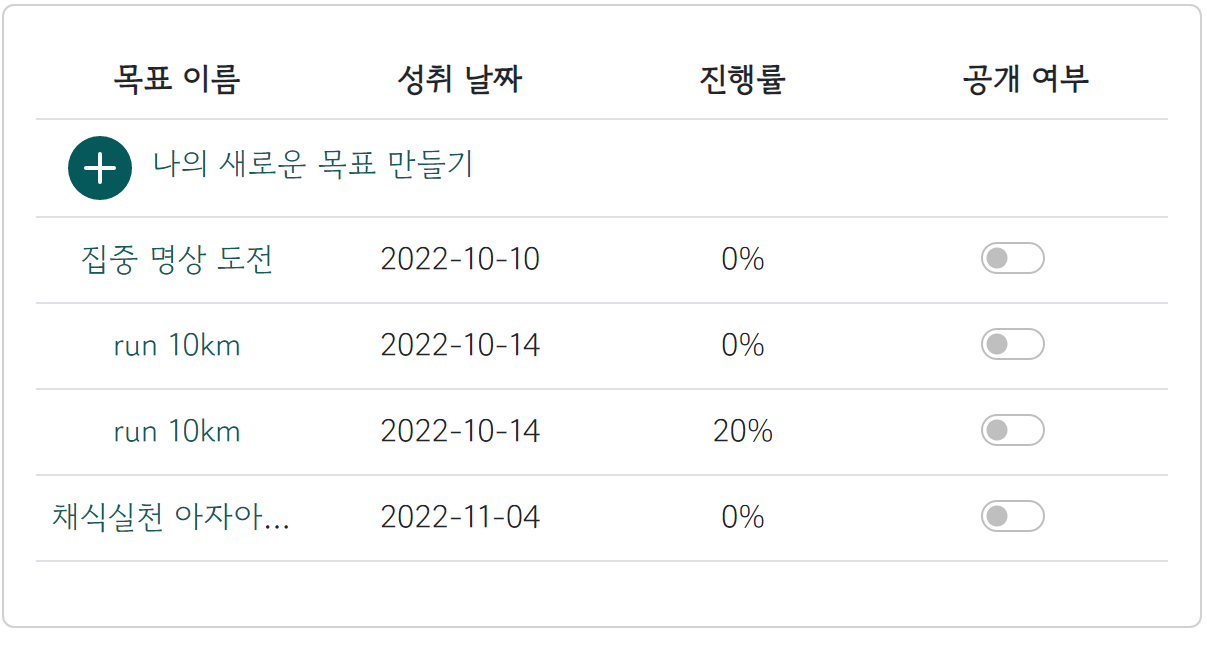 목표 이름 성취 날짜 진행률 공개 여부
나의 새로운 목표 만들기
집중 명상 도전 2022-10-10 0%
run 10km 2022-10-14 0%
run 10km 2022-10-14 20%
채식실천 아자아... 2022-11-04 0%